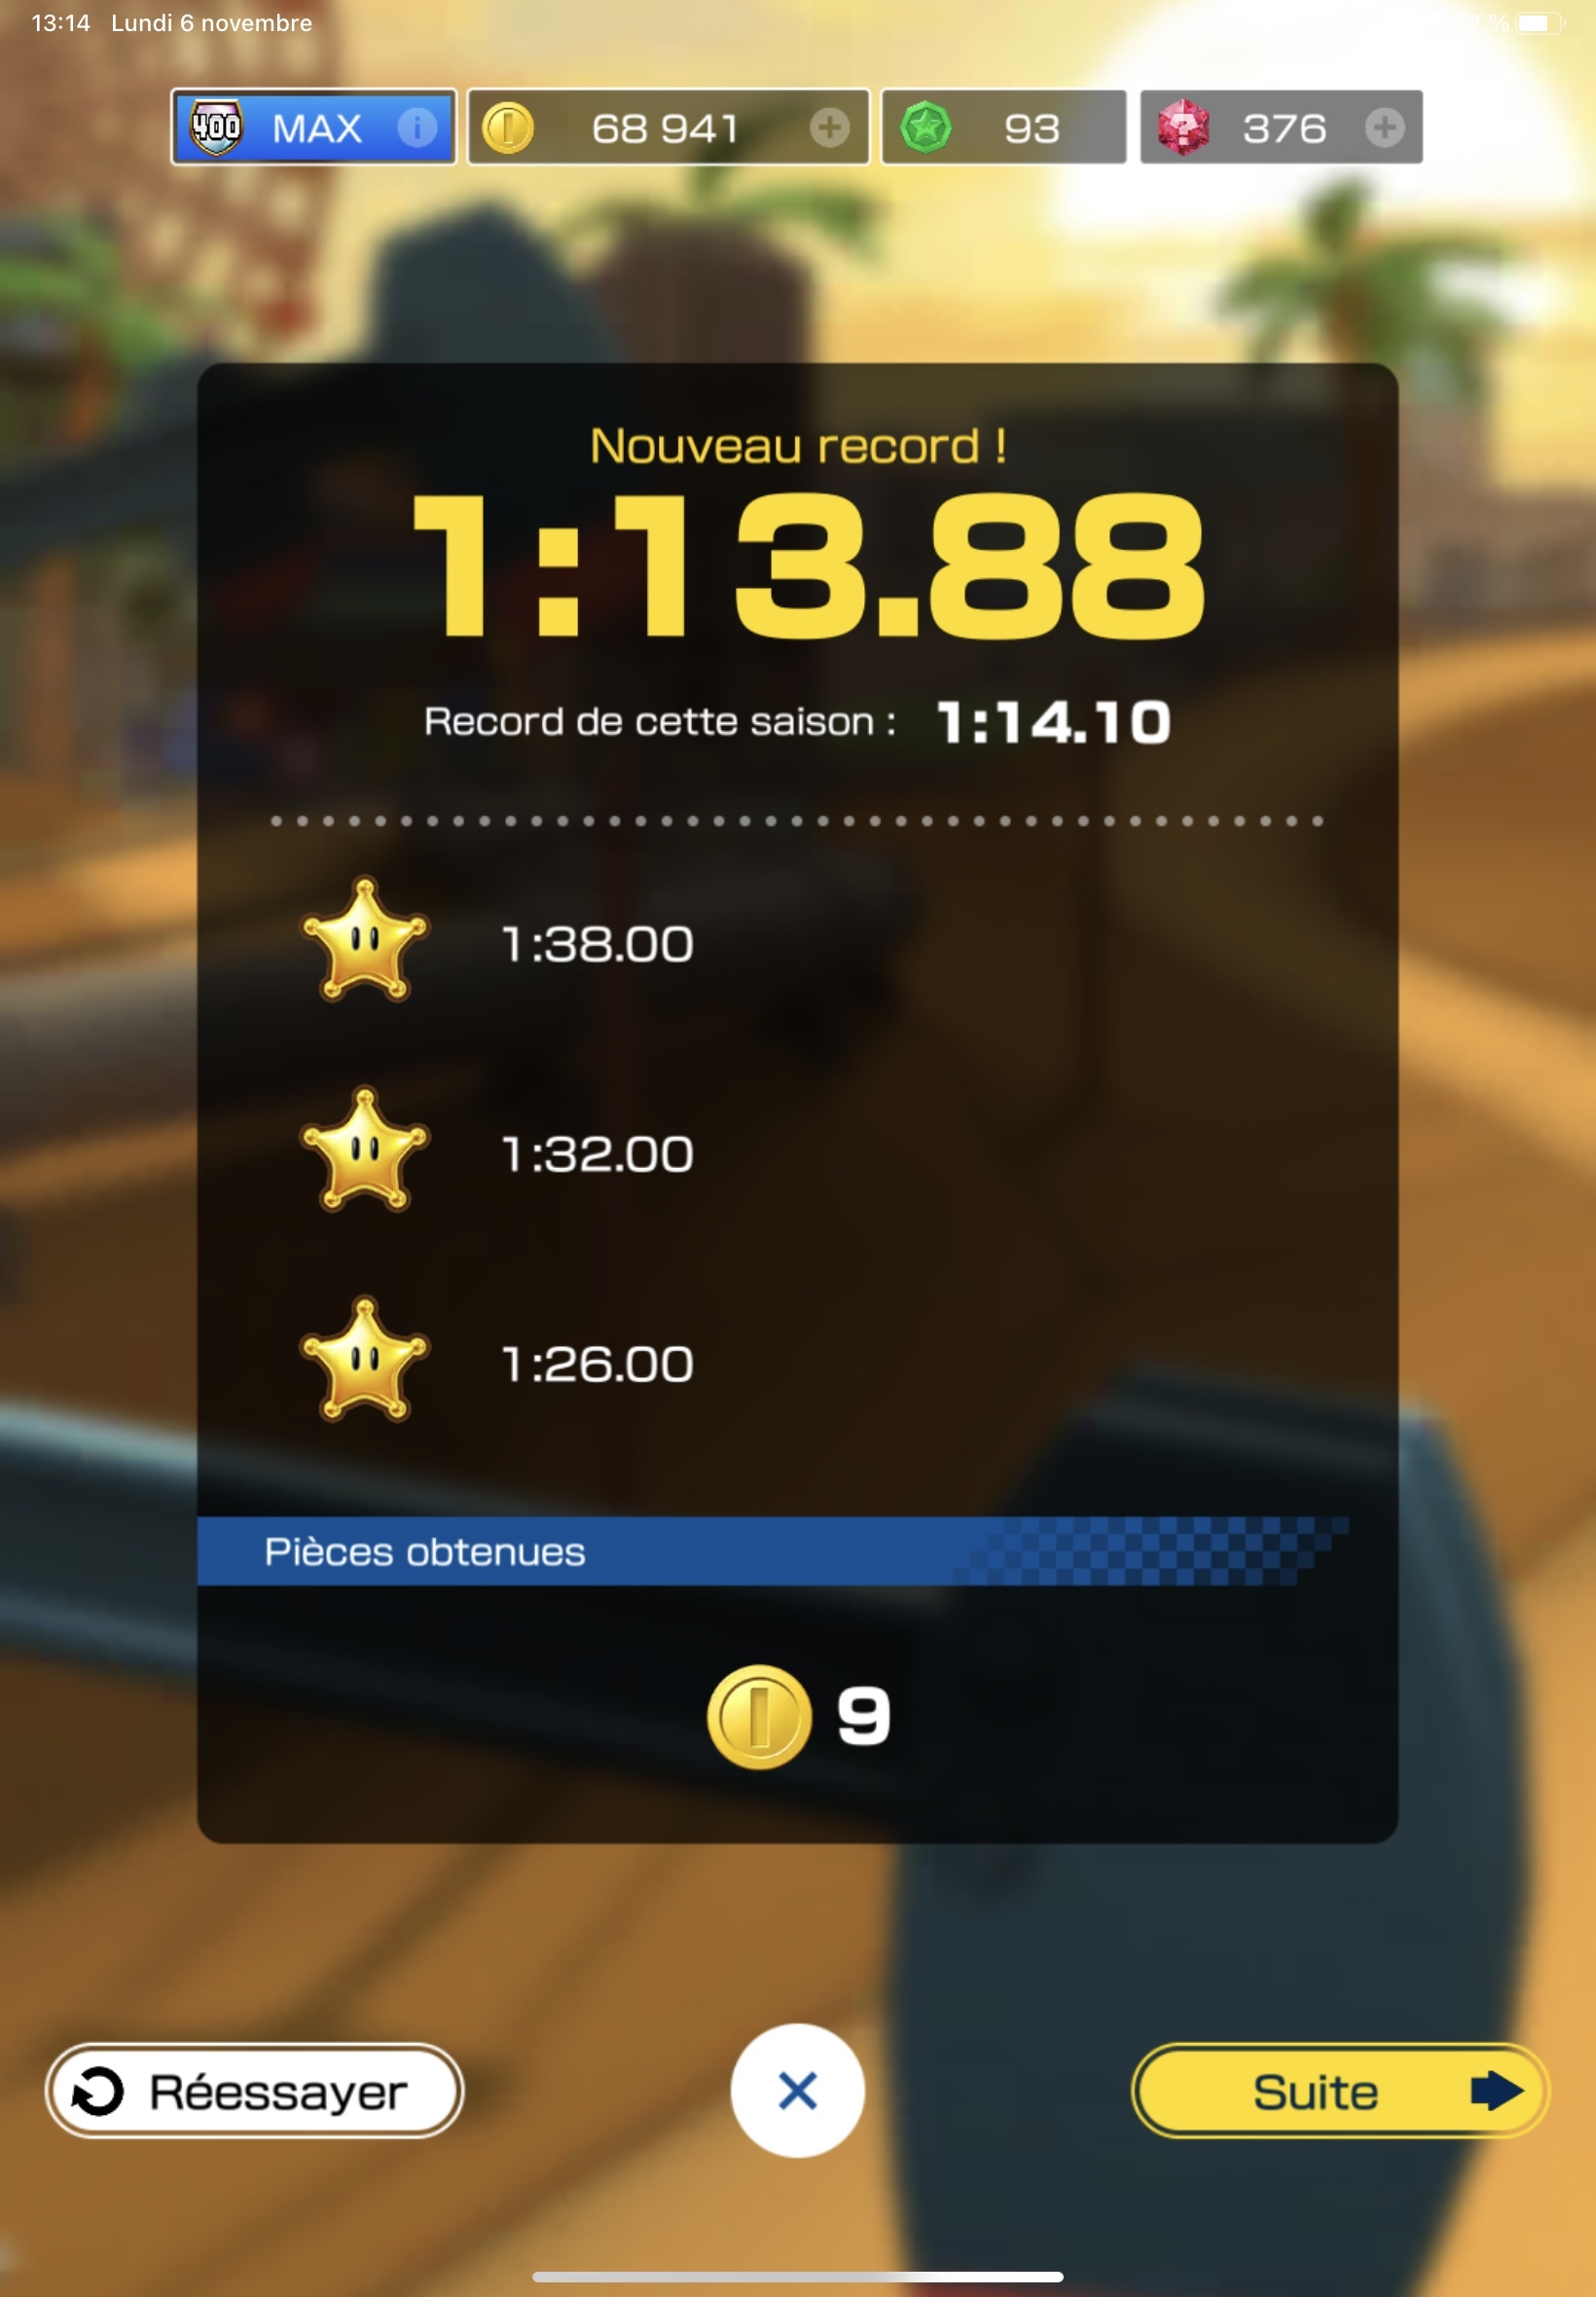 13:14 Lundi 6 novembre
400 MAX i 68 941 + 93 ? 376 +
Nouveau record !
1:13.88
Record de cette saison : 1:14.10
1:38.00
1:32.00
1:26.00
Pièces obtenues
9
Réessayer × Suite